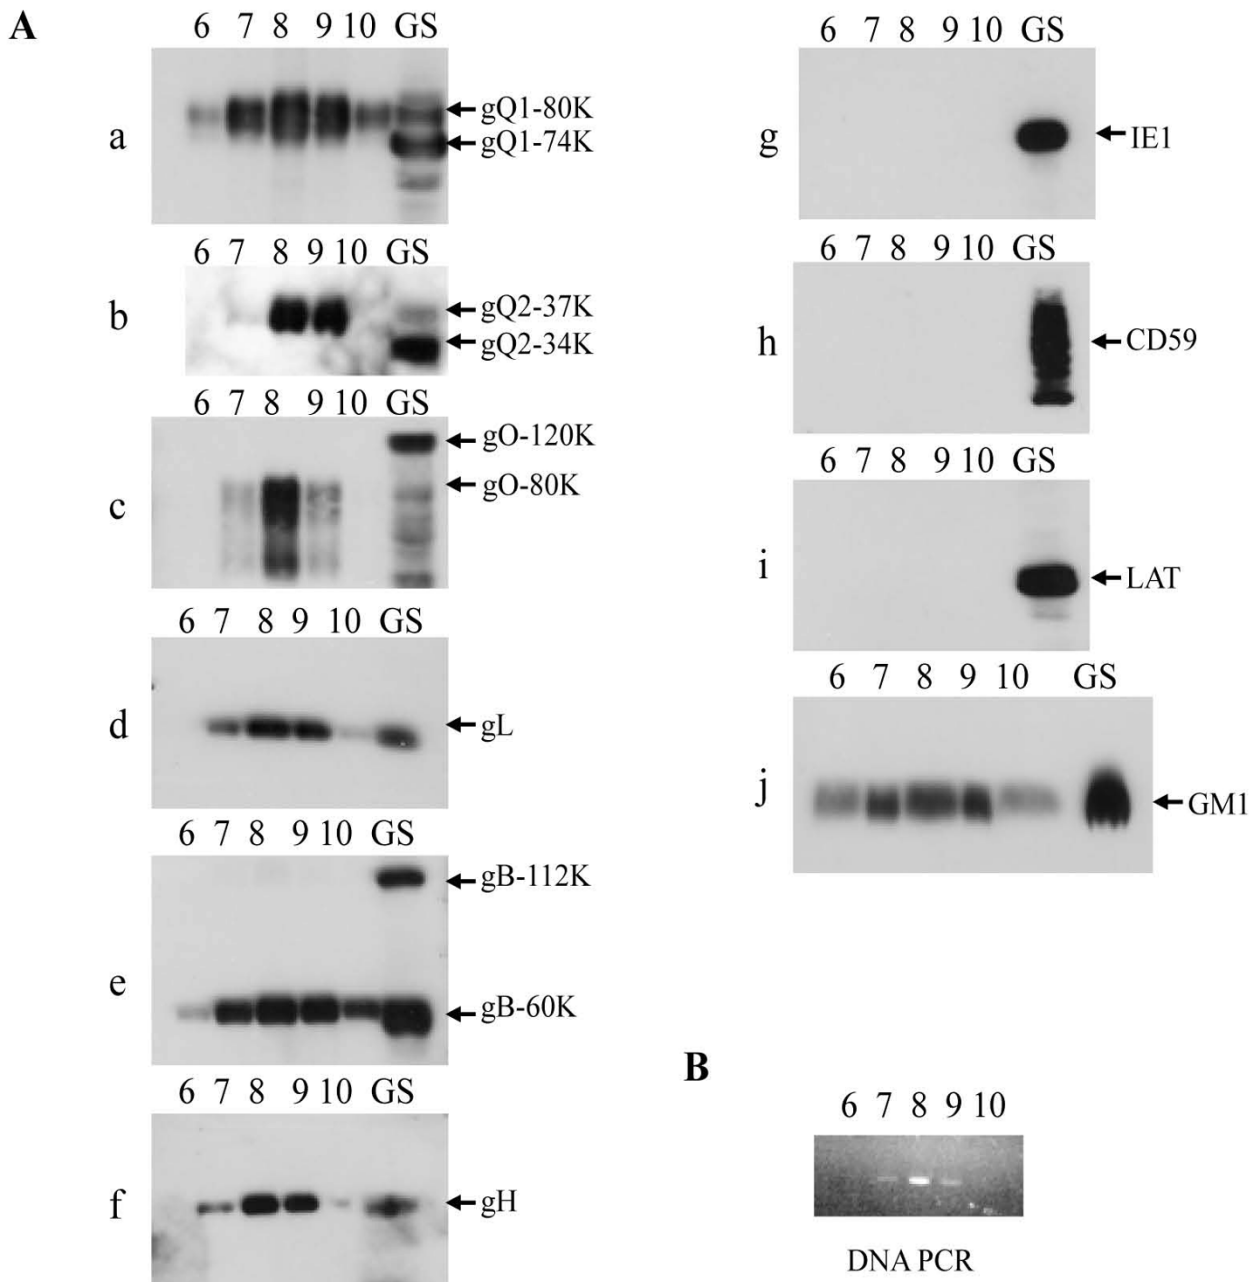 A
6 7 8 9 10 GS
a
gQ1-80K
gQ1-74K
6 7 8 9 10 GS
b
gQ2-37K
gQ2-34K
6 7 8 9 10 GS
c
gO-120K
gO-80K
6 7 8 9 10 GS
d
gL
6 7 8 9 10 GS
e
gB-112K
gB-60K
6 7 8 9 10 GS
f
gH
6 7 8 9 10 GS
g
IE1
6 7 8 9 10 GS
h
CD59
6 7 8 9 10 GS
i
LAT
6 7 8 9 10 GS
j
GM1
B
6 7 8 9 10
DNA PCR